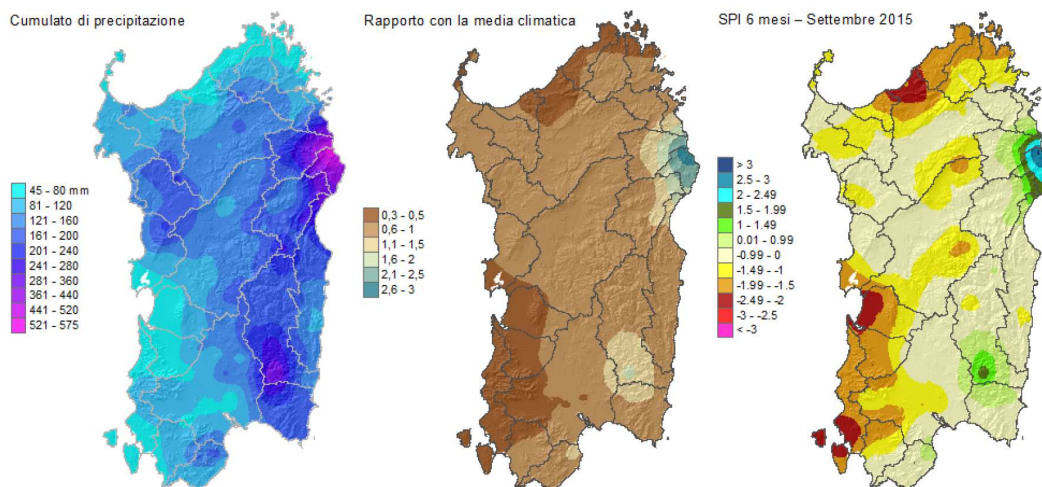 Cumulato di precipitazione
45 - 80 mm
81 - 120
121 - 160
161 - 200
201 - 240
241 - 280
281 - 360
361 - 440
441 - 520
521 - 575
Rapporto con la media climatica
0,3 - 0,5
0,6 - 1
1,1 - 1,5
1,6 - 2
2,1 - 2,5
2,6 - 3
SPI 6 mesi – Settembre 2015
> 3
2.5 - 3
2 - 2.49
1.5 - 1.99
1 - 1.49
0.01 - 0.99
-0.99 - 0
-1.49 - -1
-1.99 - -1.5
-2.49 - -2
-3 - -2.5
< -3